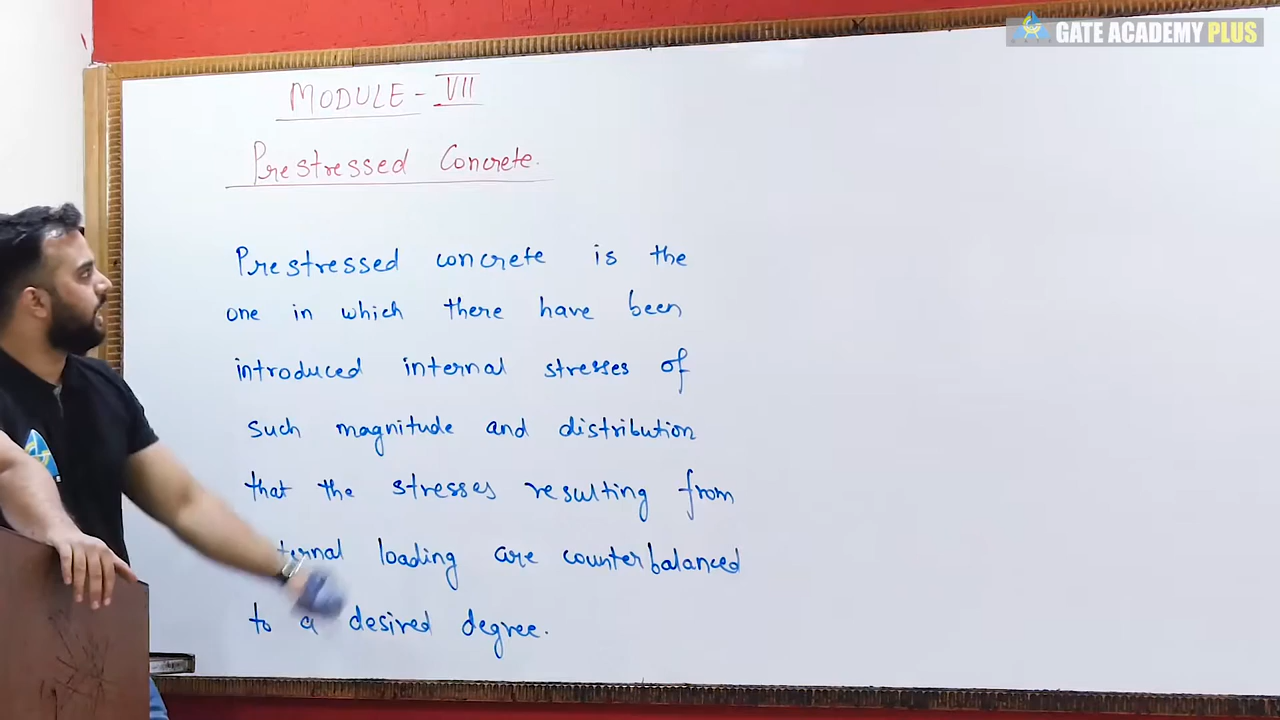 GATE ACADEMY PLUS
MODULE - VII
Prestressed Concrete.
Prestressed concrete is the
one in which there have been
introduced internal stresses of
such magnitude and distribution
that the stresses resulting from
ternal loading are counterbalanced
to a desired degree.